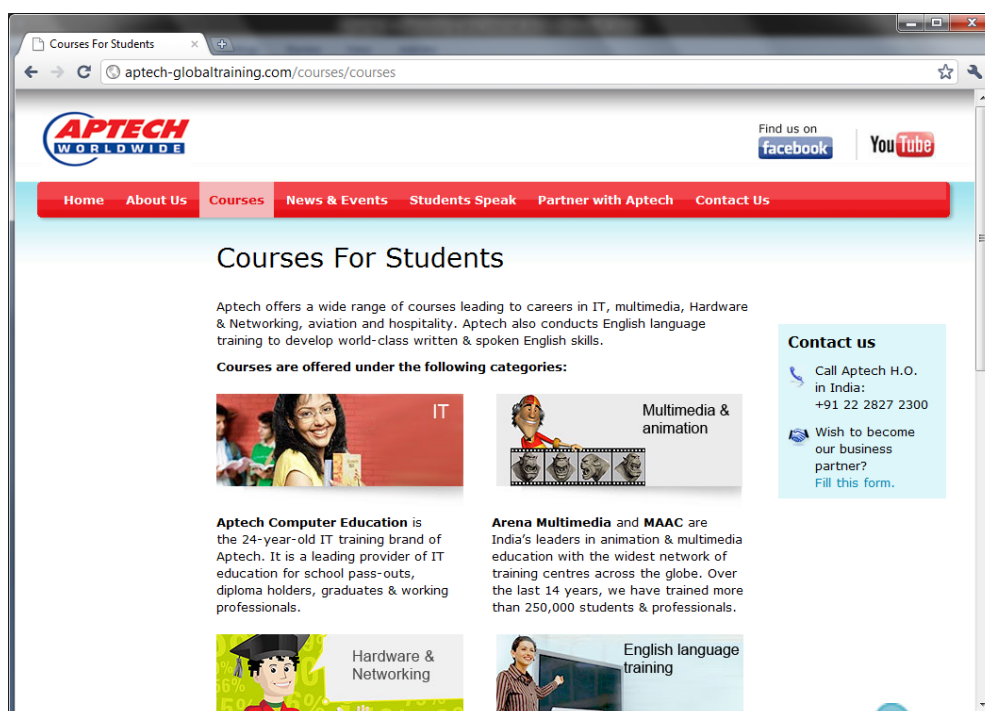 Courses For Students
aptech-globaltraining.com/courses/courses
APTECH
WORLDWIDE
Find us on
facebook
YouTube
Home About Us Courses News & Events Students Speak Partner with Aptech Contact Us
Courses For Students
Aptech offers a wide range of courses leading to careers in IT, multimedia, Hardware
& Networking, aviation and hospitality. Aptech also conducts English language
training to develop world-class written & spoken English skills.
Courses are offered under the following categories:
IT
Multimedia &
animation
Aptech Computer Education is
the 24-year-old IT training brand of
Aptech. It is a leading provider of IT
education for school pass-outs,
diploma holders, graduates & working
professionals.
Arena Multimedia and MAAC are
India's leaders in animation & multimedia
education with the widest network of
training centres across the globe. Over
the last 14 years, we have trained more
than 250,000 students & professionals.
Hardware &
Networking
English language
training
Contact us
Call Aptech H.O.
in India:
+91 22 2827 2300
Wish to become
our business
partner?
Fill this form.